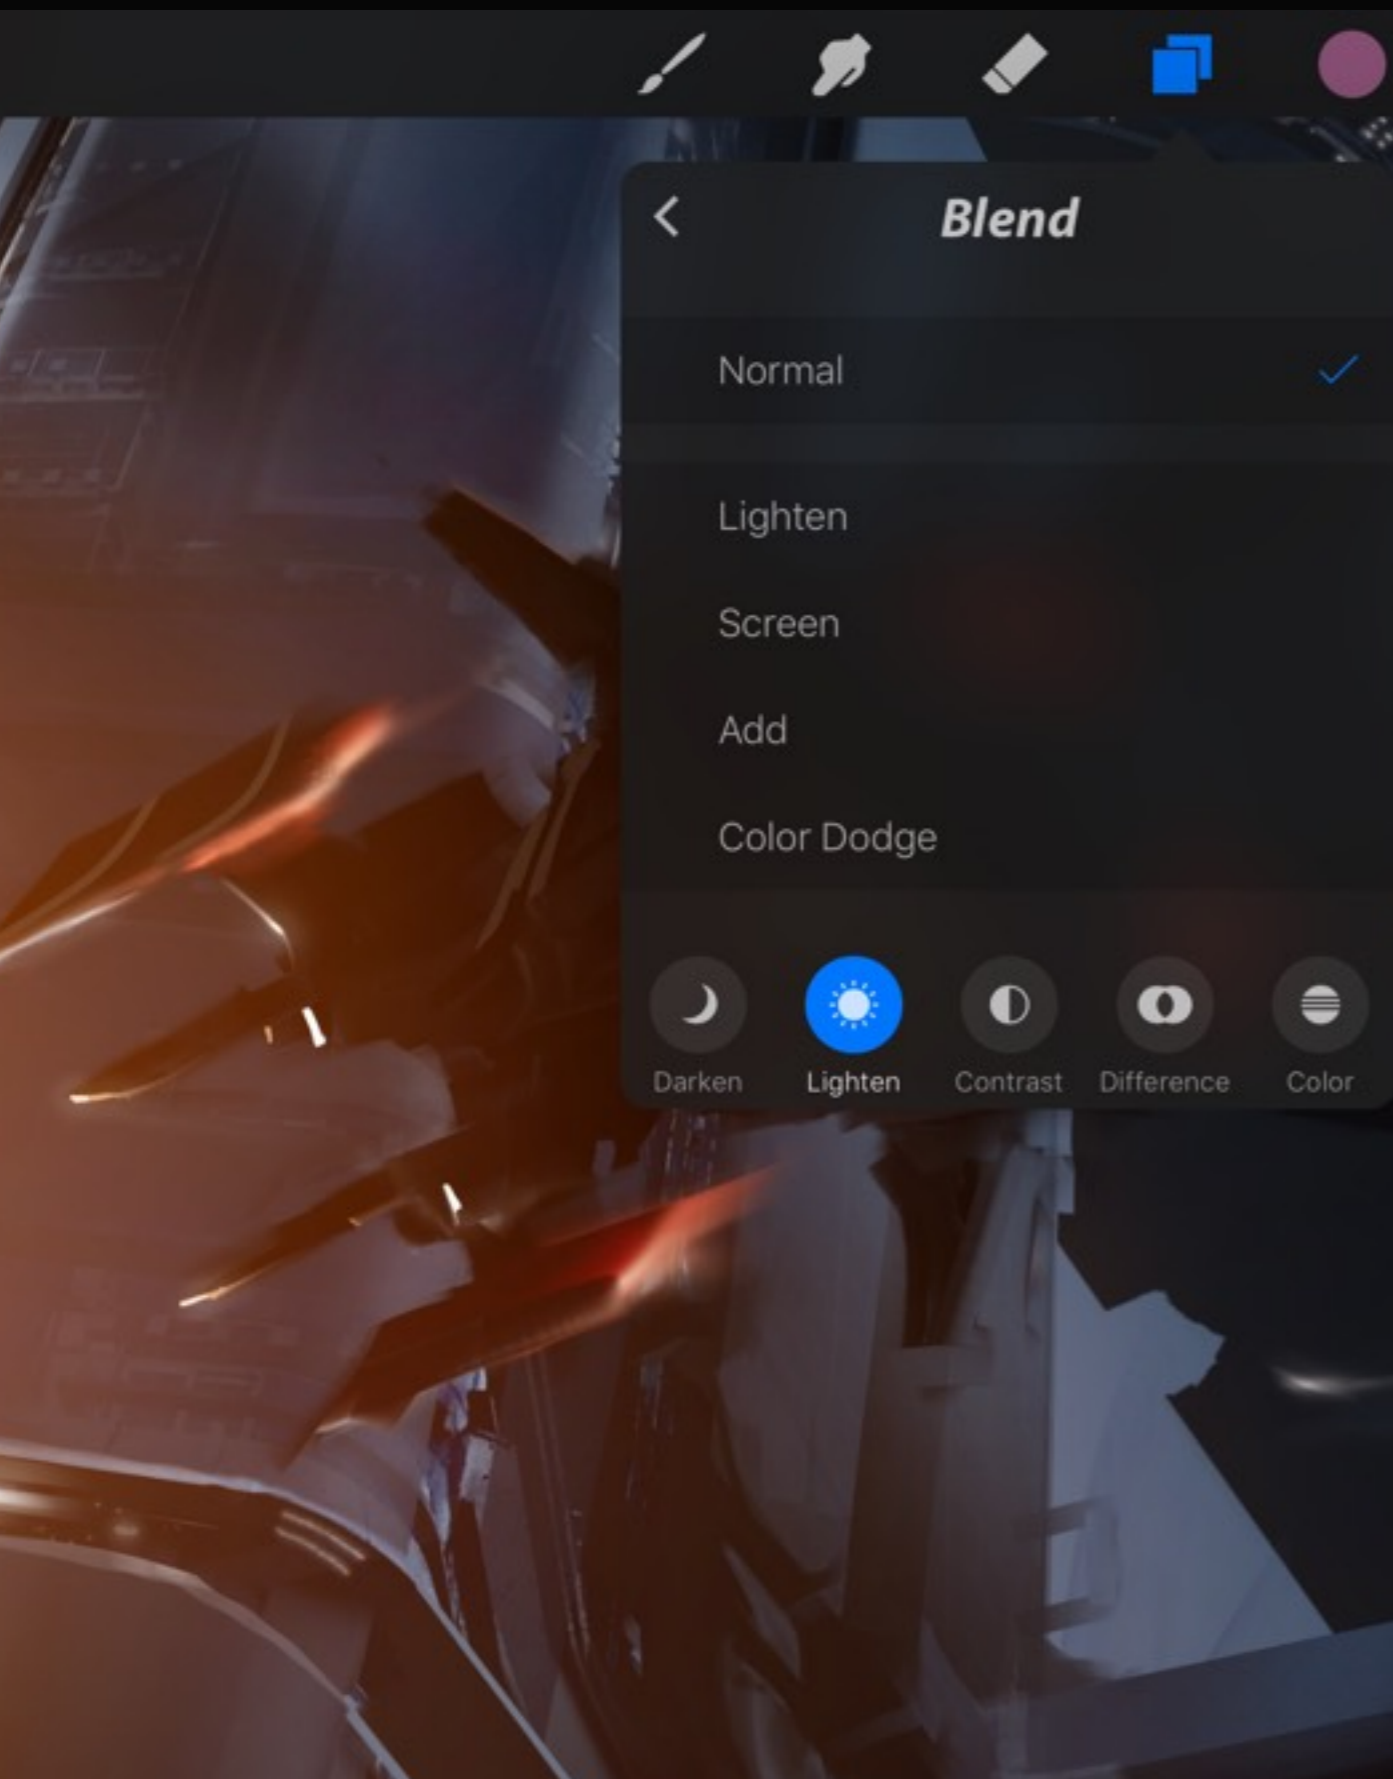 Blend
Normal
Lighten
Screen
Add
Color Dodge
Darken Lighten Contrast Difference Color